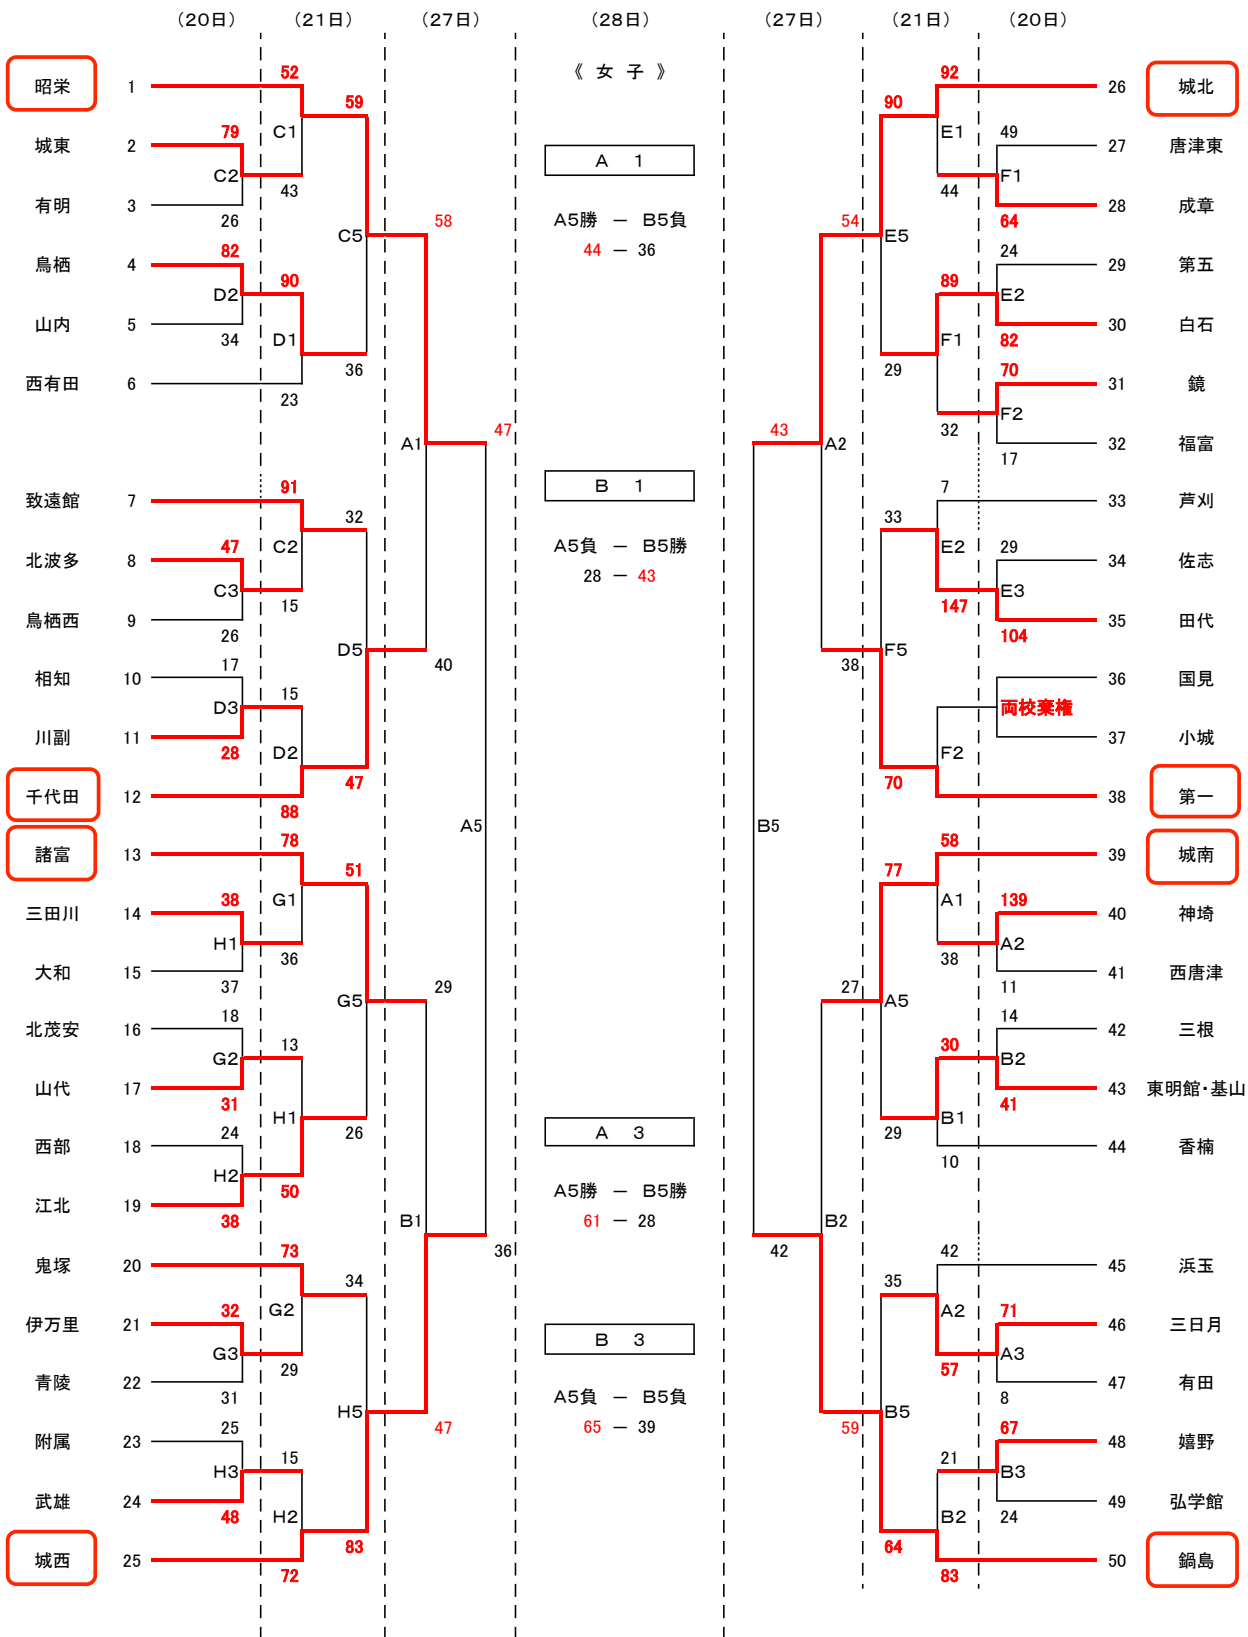 (20日) (21日) (27日) (28日) (27日) (21日) (20日)
《 女 子 》
昭栄 1 52 92 26 城北
59 90
城東 2 79 C1 E1 49 27 唐津東
A 1
C2 F1
43 44
有明 3 26 64 28 成章
58 A5勝 － B5負 54
C5 E5
44 － 36
鳥栖 4 82 24 29 第五
90 89
D2 E2
山内 5 34 D1 F1 82 30 白石
36 29
西有田 6 23 70 31 鏡
F2
47 43 32
A1 A2 17 32 福富
B 1
致遠館 7 91 7 33 芦刈
32 33
北波多 8 47 C2 A5負 － B5勝 E2 29 34 佐志
28 － 43
C3 E3
15 147
鳥栖西 9 26 104 35 田代
D5 F5
40 38
相知 10 17 36 国見
15
D3 両校棄権
川副 11 28 D2 F2 37 小城
47 70
千代田 12 88 38 第一
A5 B5
諸富 13 78 58 39 城南
51 77
三田川 14 38 G1 A1 139 40 神埼
H1 A2
36 38
大和 15 37 11 41 西唐津
29 27
G5 A5
北茂安 16 18 14 42 三根
13 30
G2 B2
山代 17 31 41 43 東明館・基山
H1 B1
26 A 3 29
西部 18 24 10 44 香楠
H2
50 A5勝 － B5勝
江北 19 38 61 － 28
B1 B2
36 42 42
鬼塚 20 73 45 浜玉
34 35
伊万里 21 32 G2 A2 71 46 三日月
B 3
G3 A3
29 57
青陵 22 31 8 47 有田
A5負 － B5負
H5 B5
47 65 － 39 59
附属 23 25 67 48 嬉野
15 21
H3 B3
武雄 24 48 24 49 弘学館
H2 B2
83 64
城西 25 72 83 50 鍋島